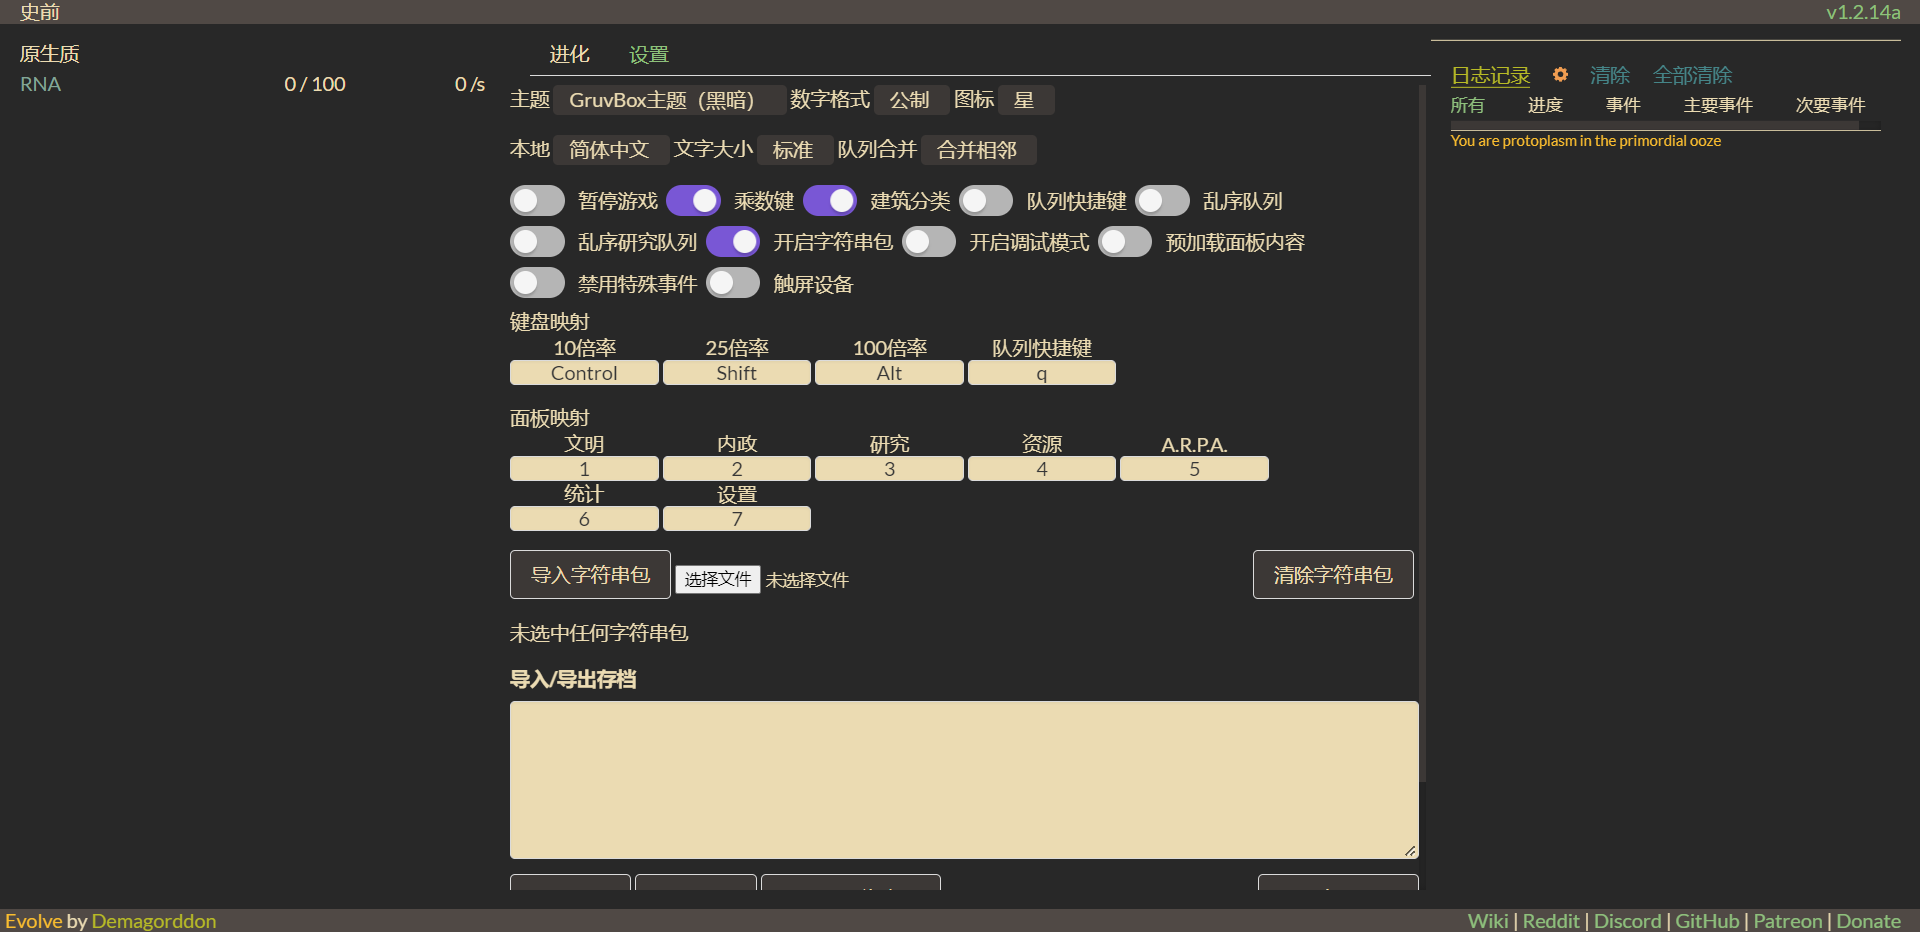 史前
v1.2.14a
原生质
RNA 0 / 100 0 /s
进化 设置
主题 GruvBox主题（黑暗） 数字格式 公制 图标 星
本地 简体中文 文字大小 标准 队列合并 合并相邻
暂停游戏 乘数键 建筑分类 队列快捷键 乱序队列
乱序研究队列 开启字符串包 开启调试模式 预加载面板内容
禁用特殊事件 触屏设备
键盘映射
10倍率 25倍率 100倍率 队列快捷键
Control Shift Alt q
面板映射
文明 内政 研究 资源 A.R.P.A.
1 2 3 4 5
统计 设置
6 7
导入字符串包 选择文件 未选择文件 清除字符串包
未选中任何字符串包
导入/导出存档
日志记录 清除 全部清除
所有 进度 事件 主要事件 次要事件
You are protoplasm in the primordial ooze
Evolve by Demagorddon
Wiki | Reddit | Discord | GitHub | Patreon | Donate